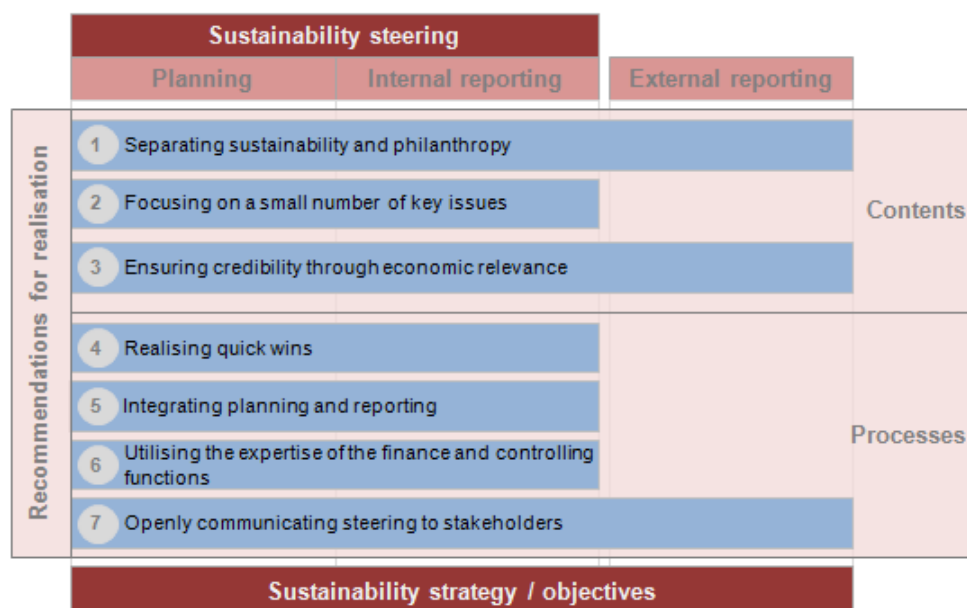 Sustainability steering
Planning
Internal reporting
External reporting
Recommendations for realisation
1 Separating sustainability and philanthropy
2 Focusing on a small number of key issues
3 Ensuring credibility through economic relevance
Contents
4 Realising quick wins
5 Integrating planning and reporting
6 Utilising the expertise of the finance and controlling
functions
7 Openly communicating steering to stakeholders
Processes
Sustainability strategy / objectives